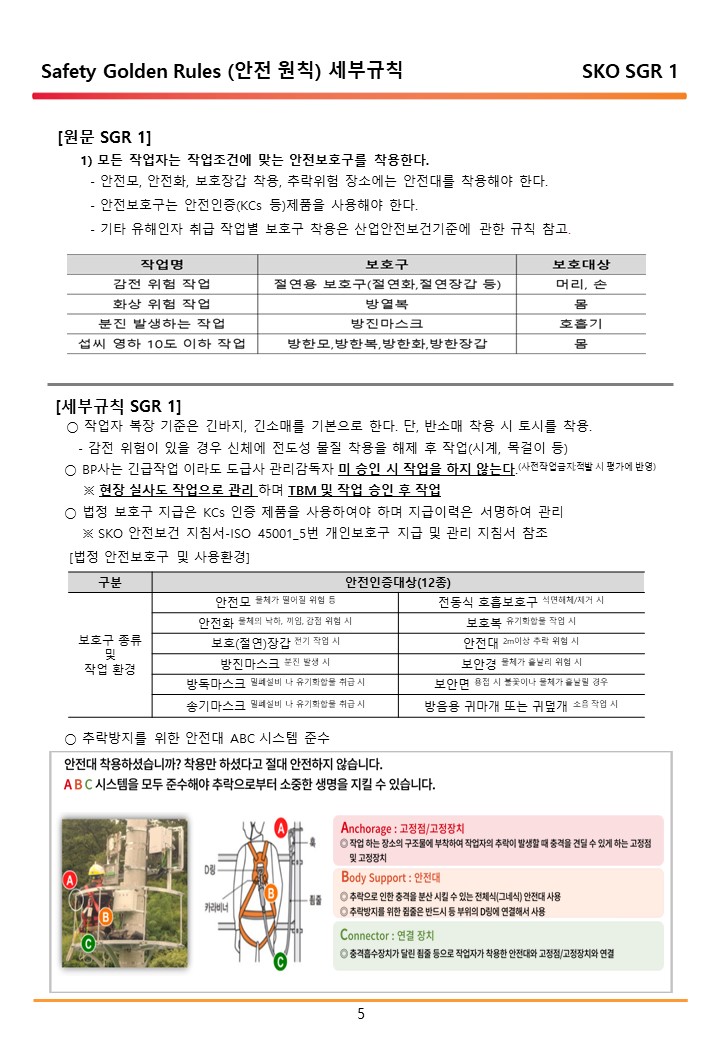 Safety Golden Rules (안전 원칙) 세부규칙 SKO SGR 1
[원문 SGR 1]
1) 모든 작업자는 작업조건에 맞는 안전보호구를 착용한다.
- 안전모, 안전화, 보호장갑 착용, 추락위험 장소에는 안전대를 착용해야 한다.
- 안전보호구는 안전인증(KCs 등)제품을 사용해야 한다.
- 기타 유해인자 취급 작업별 보호구 착용은 산업안전보건기준에 관한 규칙 참고.
작업명 보호구 보호대상
감전 위험 작업 절연용 보호구(절연화,절연장갑 등) 머리, 손
화상 위험 작업 방열복 몸
분진 발생하는 작업 방진마스크 호흡기
섭씨 영하 10도 이하 작업 방한모,방한복,방한화,방한장갑 몸
[세부규칙 SGR 1]
○ 작업자 복장 기준은 긴바지, 긴소매를 기본으로 한다. 단, 반소매 착용 시 토시를 착용.
- 감전 위험이 있을 경우 신체에 전도성 물질 착용을 해제 후 작업(시계, 목걸이 등)
○ BP사는 긴급작업 이라도 도급사 관리감독자 미 승인 시 작업을 하지 않는다.(사전작업금지;적발 시 평가에 반영)
※ 현장 실사도 작업으로 관리 하며 TBM 및 작업 승인 후 작업
○ 법정 보호구 지급은 KCs 인증 제품을 사용하여야 하며 지급이력은 서명하여 관리
※ SKO 안전보건 지침서-ISO 45001_5번 개인보호구 지급 및 관리 지침서 참조
[법정 안전보호구 및 사용환경]
구분 안전인증대상(12종)
보호구 종류
및
작업 환경
안전모 물체가 떨어질 위험 등 전동식 호흡보호구 석면해체/제거 시
안전화 물체의 낙하, 끼임, 감전 위험 시 보호복 유기화합물 작업 시
보호(절연)장갑 전기 작업 시 안전대 2m이상 추락 위험 시
방진마스크 분진 발생 시 보안경 물체가 흩날리 위험 시
방독마스크 밀폐설비 나 유기화합물 취급 시 보안면 용접 시 불꽃이나 물체가 흩날릴 경우
송기마스크 밀폐설비 나 유기화합물 취급 시 방음용 귀마개 또는 귀덮개 소음 작업 시
○ 추락방지를 위한 안전대 ABC 시스템 준수
안전대 착용하셨습니까? 착용만 하셨다고 절대 안전하지 않습니다.
A B C 시스템을 모두 준수해야 추락으로부터 소중한 생명을 지킬 수 있습니다.
A
B
C
A
훅
D링
B
카라비너
죔줄
C
Anchorage : 고정점/고정장치
◎ 작업 하는 장소의 구조물에 부착하여 작업자의 추락이 발생할 때 충격을 견딜 수 있게 하는 고정점
및 고정장치
Body Support : 안전대
◎ 추락으로 인한 충격을 분산 시킬 수 있는 전체식(그네식) 안전대 사용
◎ 추락방지를 위한 죔줄은 반드시 등 부위의 D링에 연결해서 사용
Connector : 연결 장치
◎ 충격흡수장치가 달린 죔줄 등으로 작업자가 착용한 안전대와 고정점/고정장치와 연결
5